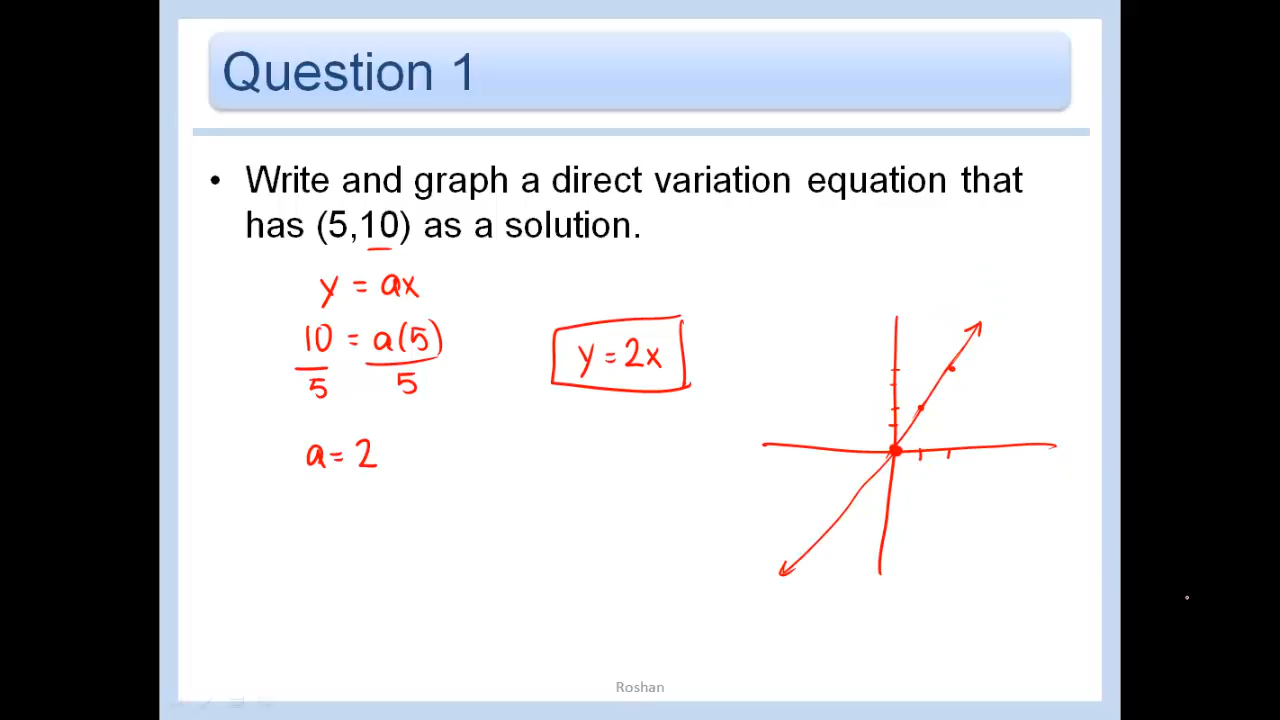 Question 1
• Write and graph a direct variation equation that
has (5,10) as a solution.
y = ax
10 = a(5)
5 5
y = 2x
a = 2
Roshan